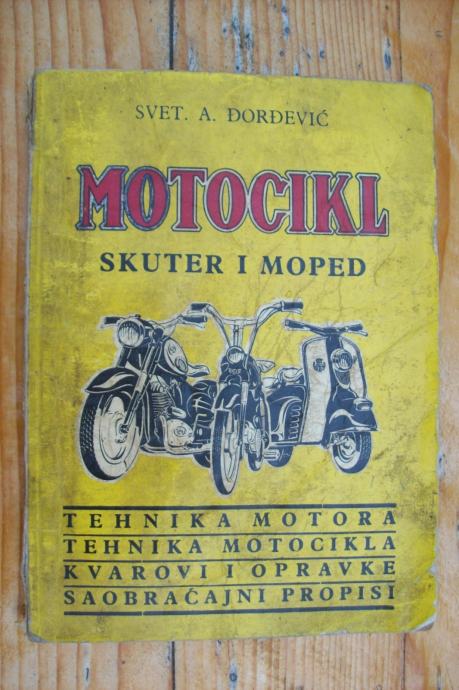 SVET. A. ĐORĐEVIĆ
MOTOCIKL
SKUTER I MOPED
TEHNIKA MOTORA
TEHNIKA MOTOCIKLA
KVAROVI I OPRAVKE
SAOBRAĆAJNI PROPISI